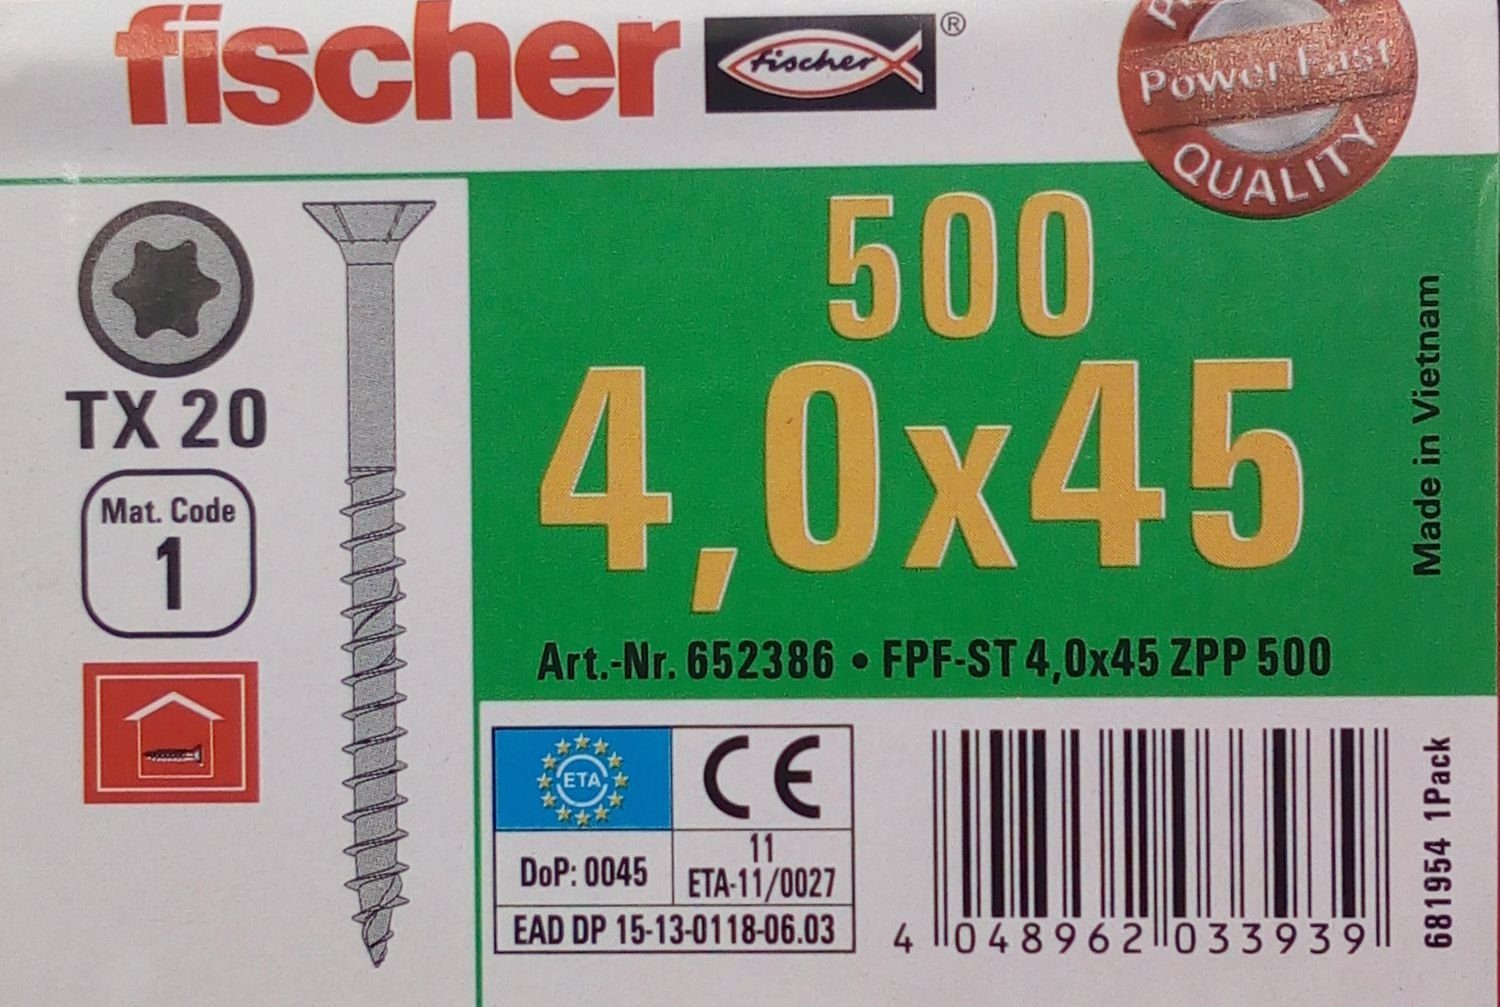 fischer
fischer ®
Power Fast
QUALITY
TX 20
Mat. Code
1
500
4,0x45
Art.-Nr. 652386 • FPF-ST 4,0x45 ZPP 500
Made in Vietnam
ETA
CE
DoP: 0045
11
ETA-11/0027
EAD DP 15-13-0118-06.03
4 048962 033939
681954 1Pack